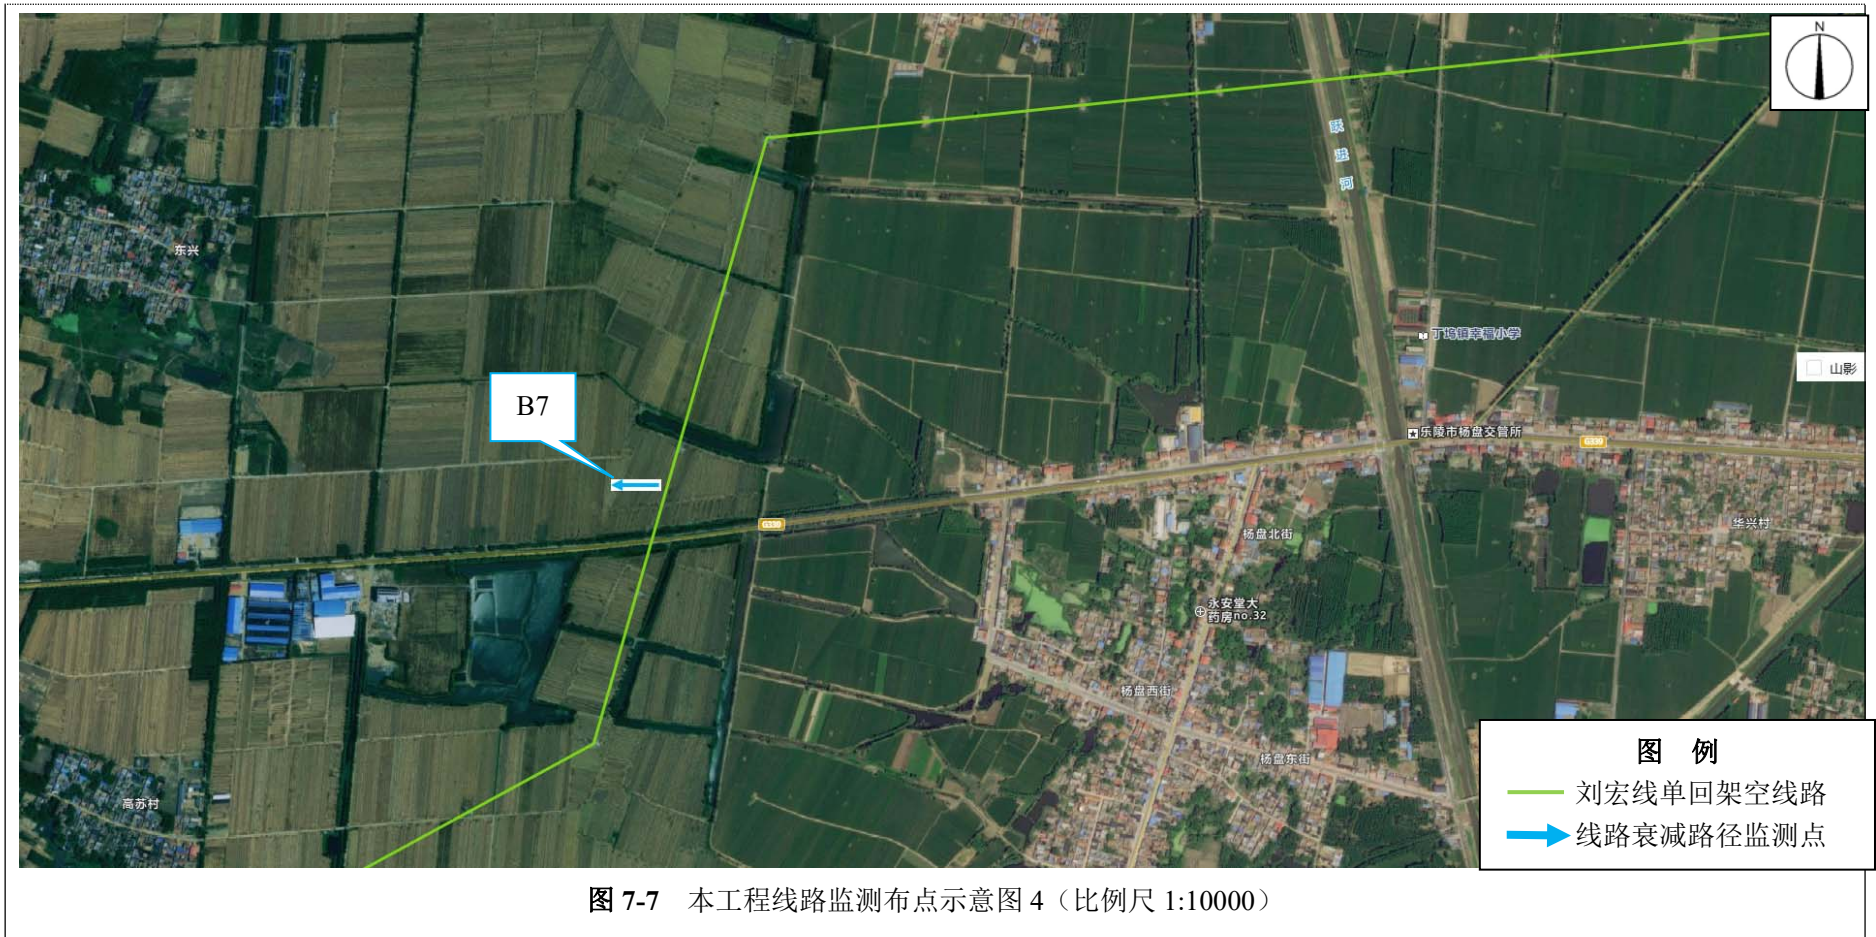 N
跃
进
河
东兴
丁坞镇幸福小学
山影
B7
乐陵市杨盘交管所
G339
G339
华兴村
杨盘北街
永安堂大
药房no.32
杨盘西街
杨盘东街
高苏村
图 例
刘宏线单回架空线路
线路衰减路径监测点
图 7-7 本工程线路监测布点示意图 4（比例尺 1:10000）